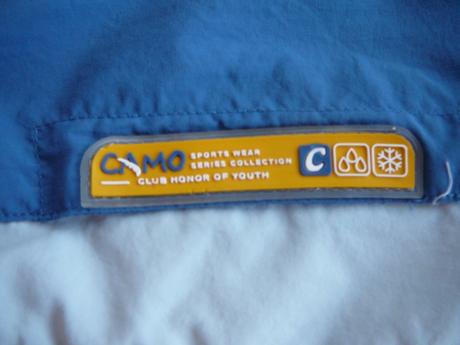 CAMO
SPORTS WEAR
SERIES COLLECTION
CLUB HONOR OF YOUTH
C